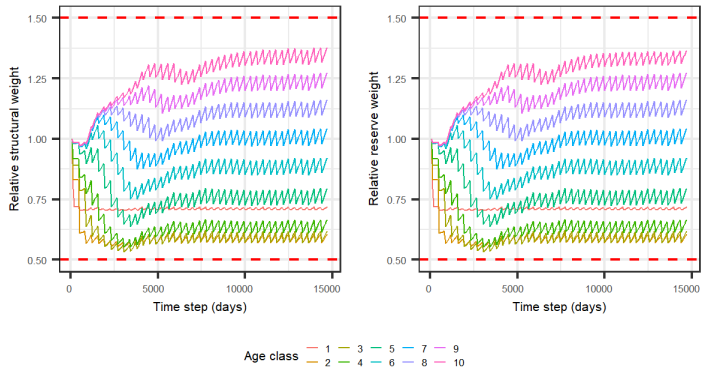 1.50
1.25
1.00
0.75
0.50
Relative structural weight
0 5000 10000 15000
Time step (days)
1.50
1.25
1.00
0.75
0.50
Relative reserve weight
0 5000 10000 15000
Time step (days)
Age class
1 3 5 7 9
2 4 6 8 10